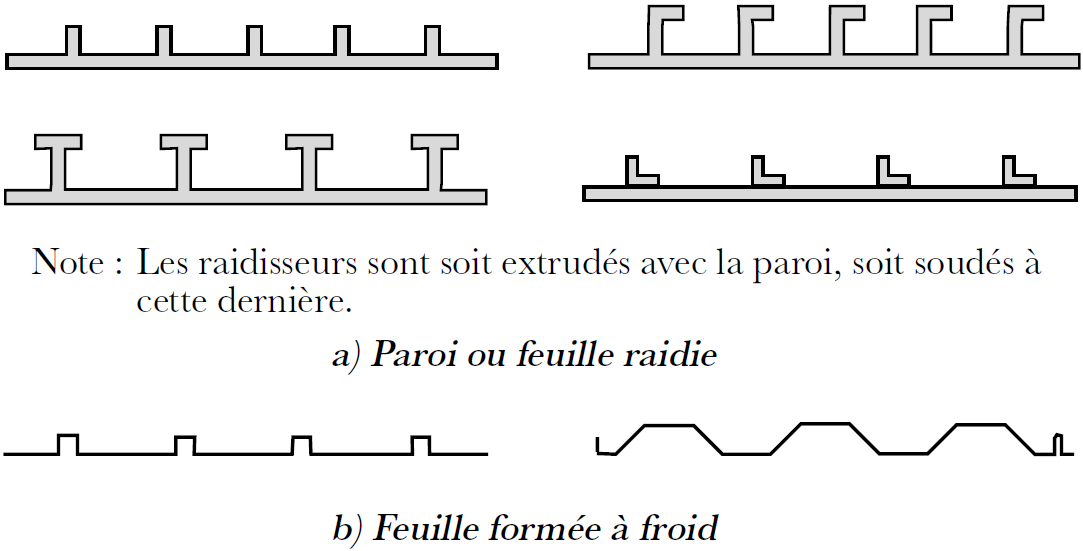 Note : Les raidisseurs sont soit extrudés avec la paroi, soit soudés à
cette dernière.
a) Paroi ou feuille raidie
b) Feuille formée à froid